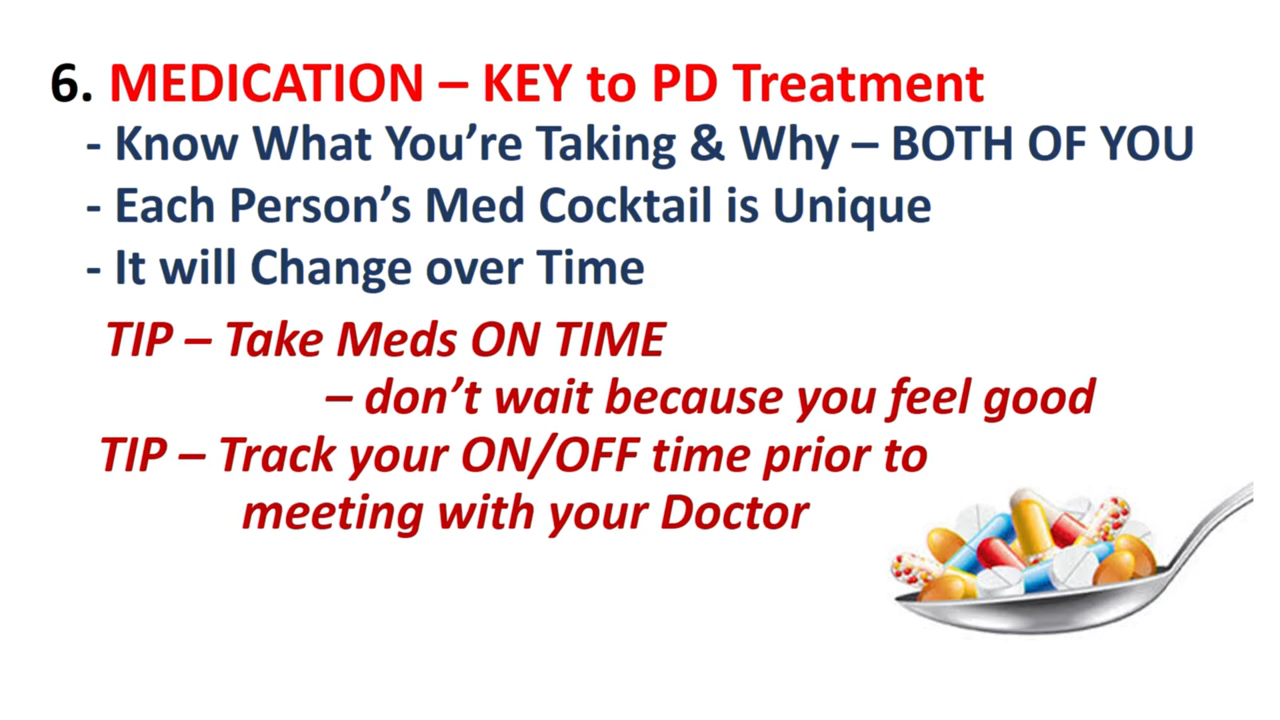 6. MEDICATION – KEY to PD Treatment
- Know What You're Taking & Why – BOTH OF YOU
- Each Person's Med Cocktail is Unique
- It will Change over Time
TIP – Take Meds ON TIME
– don't wait because you feel good
TIP – Track your ON/OFF time prior to
meeting with your Doctor